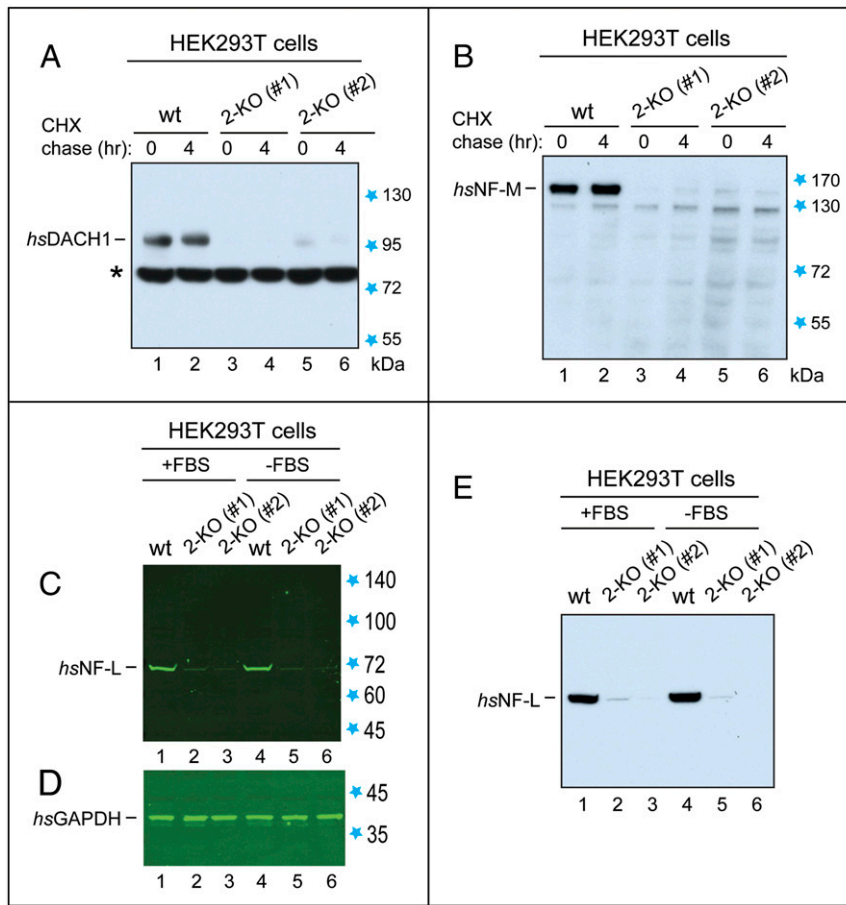 A
HEK293T cells
wt 2-KO (#1) 2-KO (#2)
CHX
chase (hr): 0 4 0 4 0 4
130
hsDACH1 –
95
*
72
55
1 2 3 4 5 6 kDa
B
HEK293T cells
wt 2-KO (#1) 2-KO (#2)
CHX
chase (hr): 0 4 0 4 0 4
hsNF-M –
170
130
72
55
1 2 3 4 5 6 kDa
HEK293T cells
+FBS -FBS
wt 2-KO (#1) 2-KO (#2) wt 2-KO (#1) 2-KO (#2)
C
140
100
hsNF-L –
72
60
45
1 2 3 4 5 6
D
45
hsGAPDH –
35
1 2 3 4 5 6
E
HEK293T cells
+FBS -FBS
wt 2-KO (#1) 2-KO (#2) wt 2-KO (#1) 2-KO (#2)
hsNF-L –
1 2 3 4 5 6